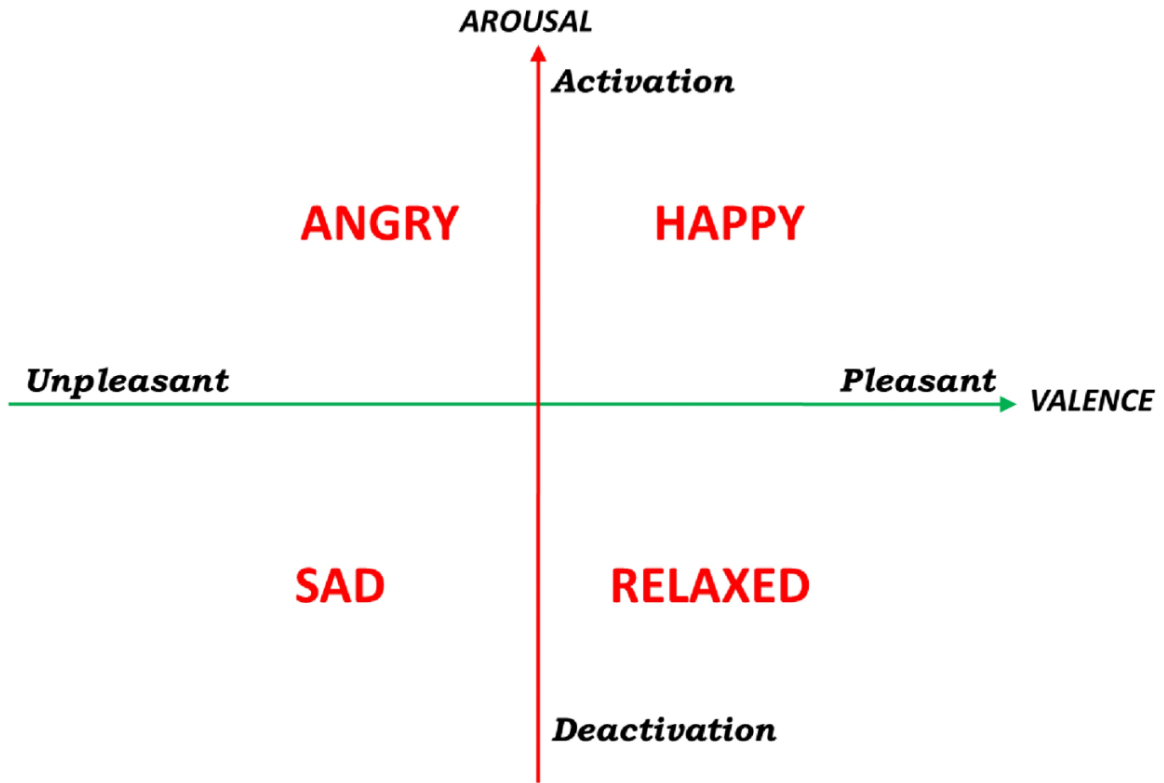 AROUSAL
Activation
ANGRY HAPPY
Unpleasant Pleasant
VALENCE
SAD RELAXED
Deactivation